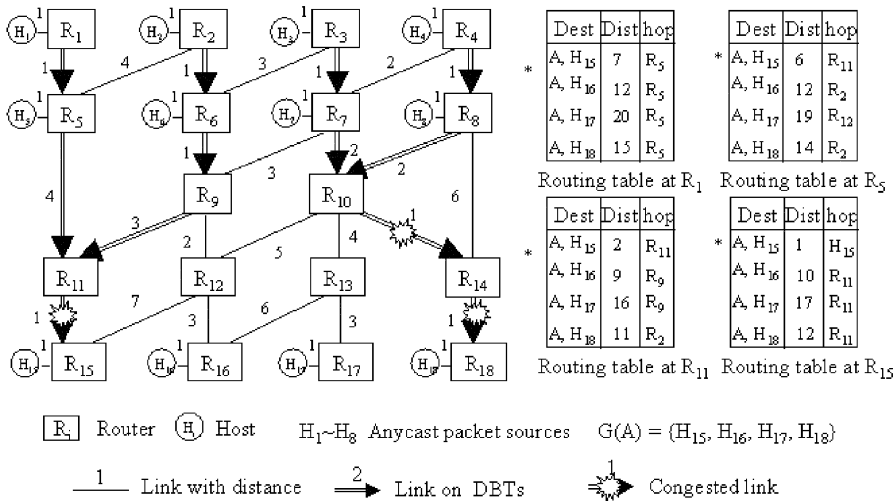 H1 1 R1
H2 1 R2
H3 1 R3
H4 1 R4
1 4 1 3 1 2 1
1 R5
H6 1 R6
H7 1 R7
1 R8
4 1 3 2 2 6
R9
R10
3 2 5 4 1
R11
R12
R13
R14
1 7 3 6 3 1
1 R15
1 R16
1 R17
1 R18
Dest Dist hop
* A, H15 7 R5
A, H16 12 R5
A, H17 20 R5
A, H18 15 R5
Routing table at R1
Dest Dist hop
* A, H15 6 R11
A, H16 12 R2
A, H17 19 R12
A, H18 14 R2
Routing table at R5
Dest Dist hop
* A, H15 2 R11
A, H16 9 R9
A, H17 16 R9
A, H18 11 R2
Routing table at R11
Dest Dist hop
* A, H15 1 H15
A, H16 10 R11
A, H17 17 R11
A, H18 12 R11
Routing table at R15
Ri Router Hi Host H1~H8 Anycast packet sources G(A) = {H15, H16, H17, H18}
1 Link with distance 2 Link on DBTs 1 Congested link